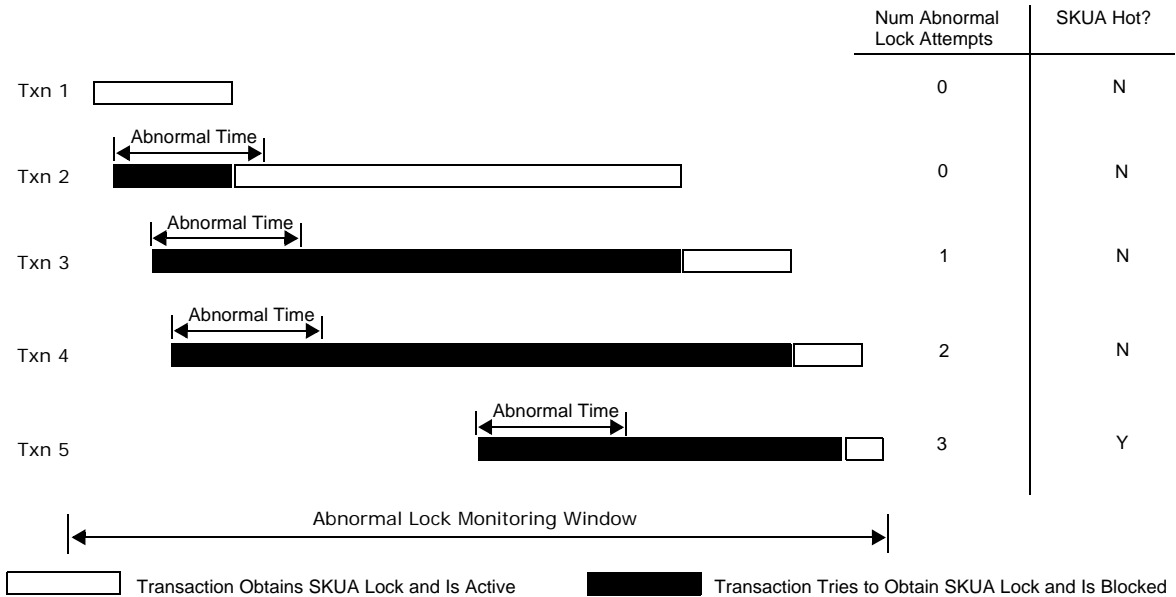 Num Abnormal
Lock Attempts
SKUA Hot?
Txn 1
0
N
Abnormal Time
Txn 2
0
N
Abnormal Time
Txn 3
1
N
Abnormal Time
Txn 4
2
N
Abnormal Time
Txn 5
3
Y
Abnormal Lock Monitoring Window
Transaction Obtains SKUA Lock and Is Active
Transaction Tries to Obtain SKUA Lock and Is Blocked